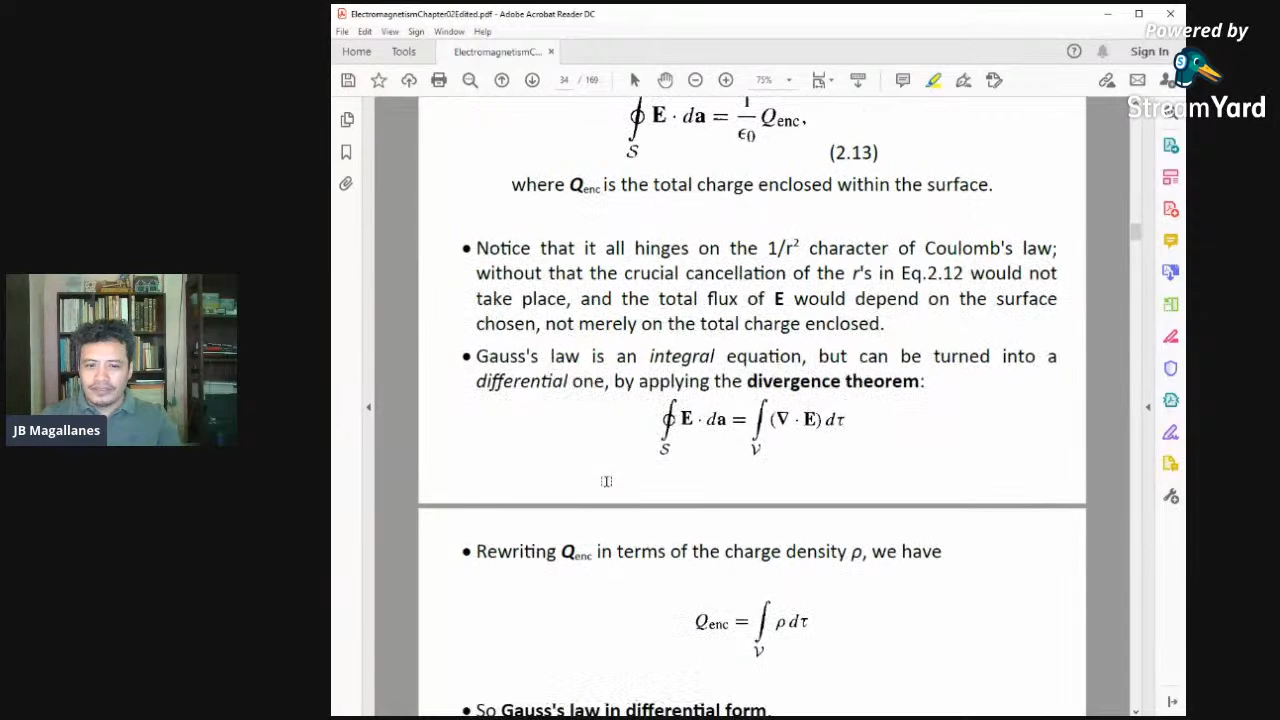 ElectromagnetismChapter02Edited.pdf - Adobe Acrobat Reader DC
File Edit View Sign Window Help
Home Tools ElectromagnetismC... × Sign In
34 / 169 75%
Powered by
StreamYard
∮ E · da = 1/ϵ0 Qenc,
S
(2.13)
where Qenc is the total charge enclosed within the surface.
• Notice that it all hinges on the 1/r² character of Coulomb's law;
without that the crucial cancellation of the r's in Eq.2.12 would not
take place, and the total flux of E would depend on the surface
chosen, not merely on the total charge enclosed.
• Gauss's law is an integral equation, but can be turned into a
differential one, by applying the divergence theorem:
∮ E · da = ∫ (∇ · E) dτ
S V
• Rewriting Qenc in terms of the charge density ρ, we have
Qenc = ∫ ρ dτ
V
• So Gauss's law in differential form,
JB Magallanes